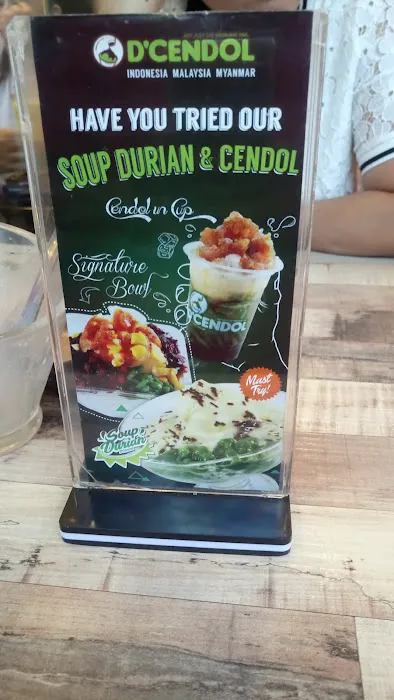 D'CENDOL
INDONESIA MALAYSIA MYANMAR
HAVE YOU TRIED OUR
SOUP DURIAN & CENDOL
Cendol in Cup
Signature
Bowl
D'CENDOL
Must
Try!
Soup
Durian